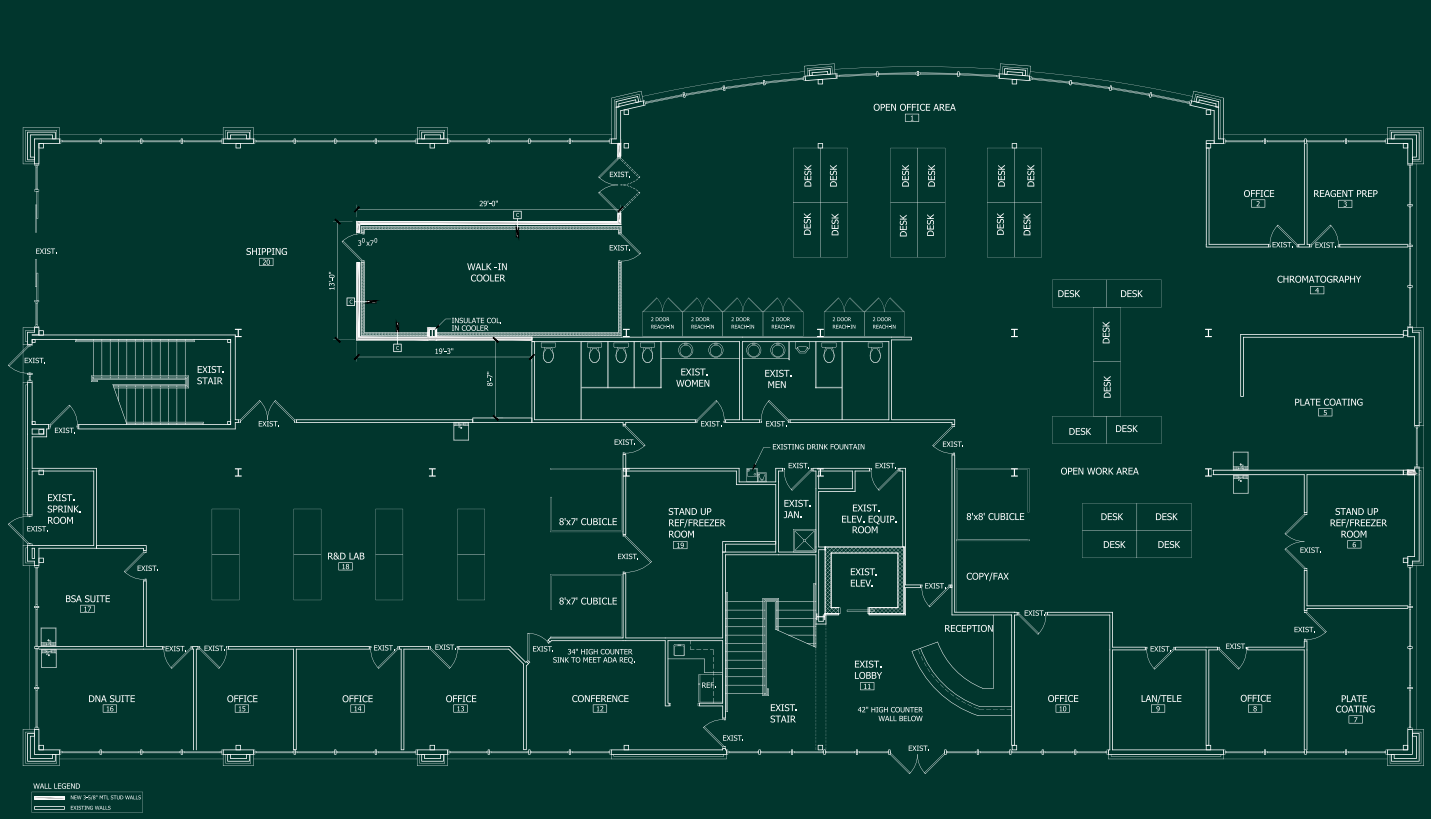 OPEN OFFICE AREA
1
EXIST.
DESK
DESK
DESK
DESK
DESK
DESK
DESK
DESK
DESK
DESK
DESK
DESK
OFFICE
2
REAGENT PREP
3
EXIST.
EXIST.
29'-0"
C
EXIST.
SHIPPING
20
3⁰x7⁰
13'-0"
WALK -IN
COOLER
EXIST.
C
INSULATE COL.
IN COOLER
C
19'-3"
8'-7"
CHROMATOGRAPHY
4
DESK
DESK
DESK
DESK
DESK
DESK
2 DOOR
REACH-IN
2 DOOR
REACH-IN
2 DOOR
REACH-IN
2 DOOR
REACH-IN
2 DOOR
REACH-IN
2 DOOR
REACH-IN
EXIST.
EXIST.
STAIR
EXIST.
WOMEN
EXIST.
MEN
PLATE COATING
5
EXIST.
EXIST.
EXIST.
EXIST.
EXIST.
EXIST.
EXISTING DRINK FOUNTAIN
EXIST.
EXIST.
OPEN WORK AREA
EXIST.
SPRINK.
ROOM
EXIST.
8'x7' CUBICLE
STAND UP
REF/FREEZER
ROOM
19
EXIST.
JAN.
EXIST.
ELEV. EQUIP.
ROOM
8'x8' CUBICLE
DESK
DESK
DESK
DESK
STAND UP
REF/FREEZER
ROOM
6
EXIST.
R&D LAB
18
EXIST.
EXIST.
EXIST.
ELEV.
COPY/FAX
EXIST.
BSA SUITE
17
8'x7' CUBICLE
EXIST.
RECEPTION
EXIST.
EXIST.
EXIST.
EXIST.
EXIST.
EXIST.
EXIST.
34" HIGH COUNTER
SINK TO MEET ADA REQ.
EXIST.
EXIST.
EXIST.
LOBBY
11
REF.
DNA SUITE
16
OFFICE
15
OFFICE
14
OFFICE
13
CONFERENCE
12
EXIST.
STAIR
42" HIGH COUNTER
WALL BELOW
OFFICE
10
LAN/TELE
9
OFFICE
8
PLATE
COATING
7
EXIST.
EXIST.
WALL LEGEND
NEW 3-5/8" MTL STUD WALLS
EXISTING WALLS